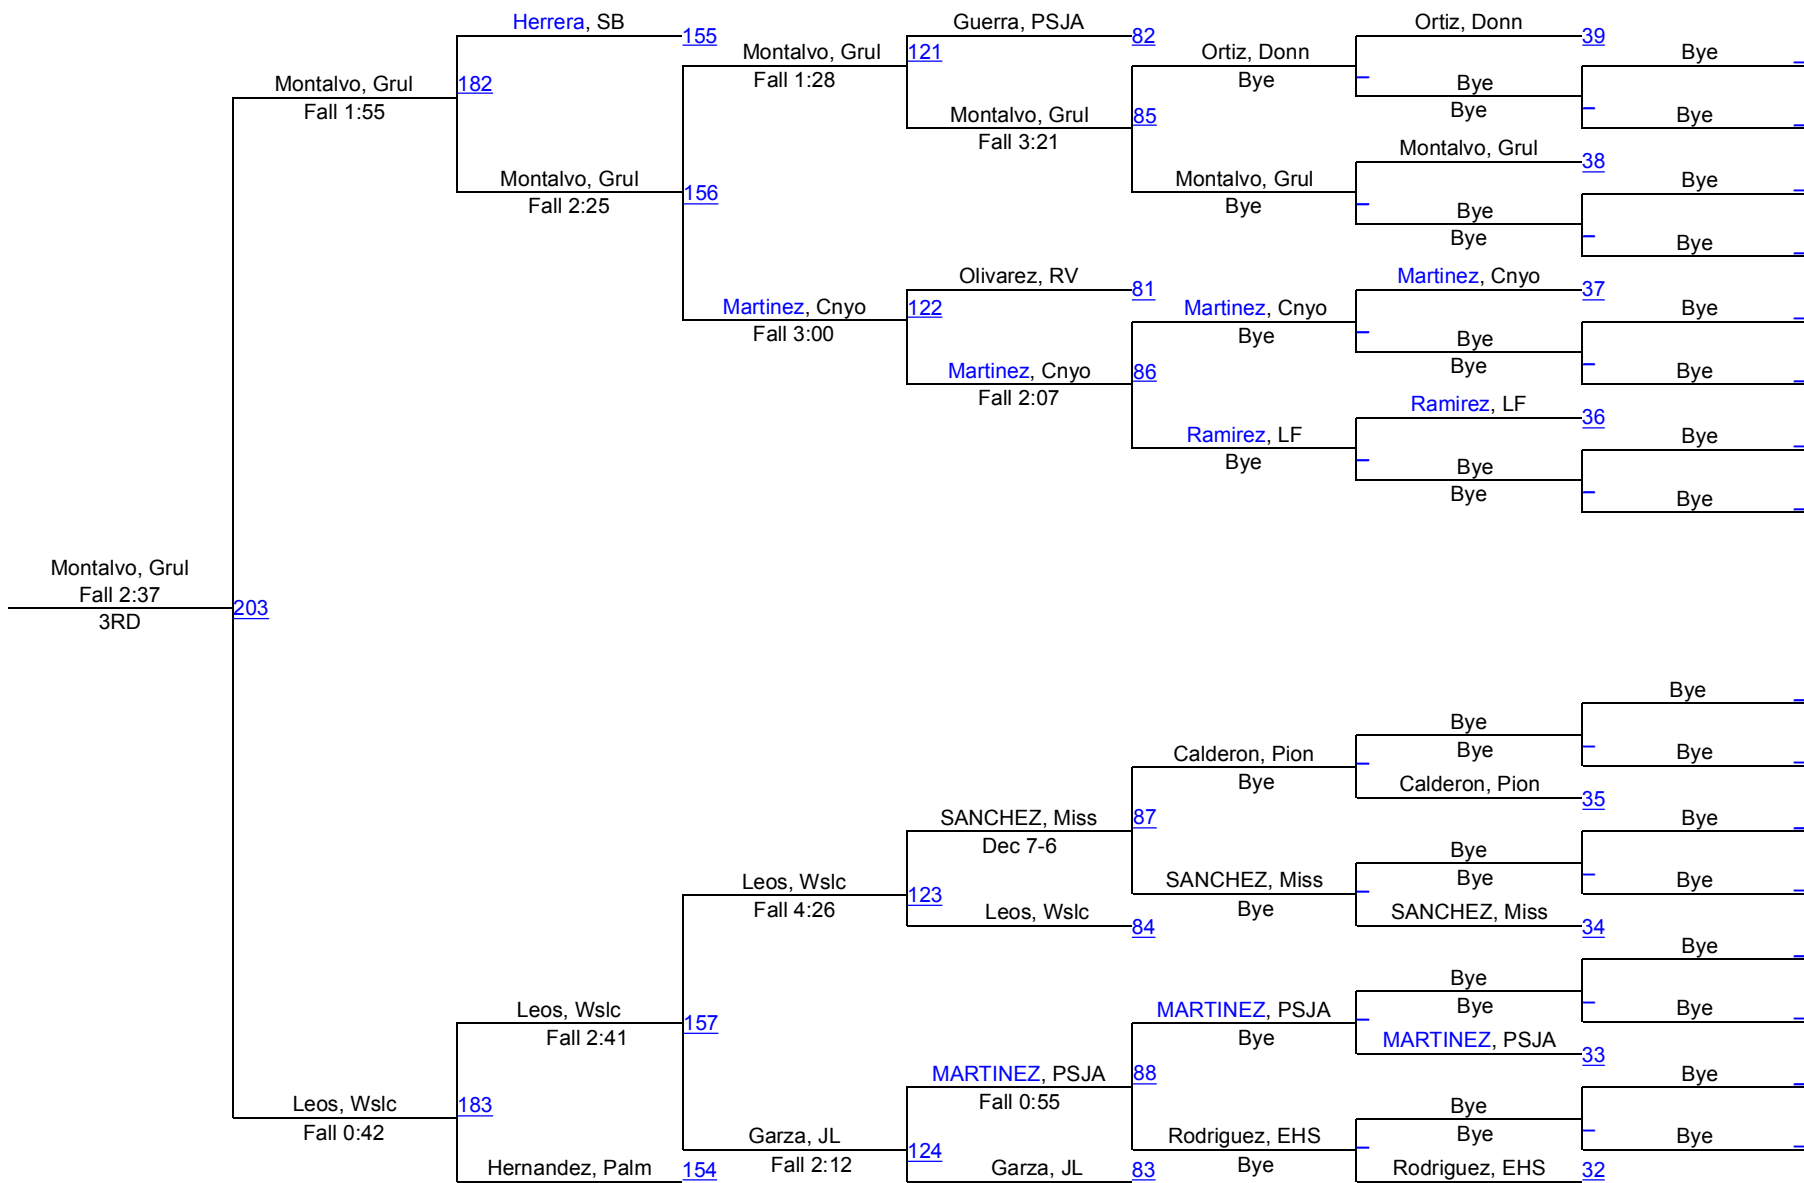 Herrera, SB
155
Guerra, PSJA
82
Ortiz, Donn
39
Montalvo, Grul
Fall 1:28
121
Ortiz, Donn
Bye
Bye
Bye
Bye
Bye
Montalvo, Grul
Fall 1:55
182
Montalvo, Grul
Fall 3:21
85
Montalvo, Grul
38
Montalvo, Grul
Fall 2:25
156
Montalvo, Grul
Bye
Bye
Bye
Bye
Bye
Olivarez, RV
81
Martinez, Cnyo
37
Martinez, Cnyo
Fall 3:00
122
Martinez, Cnyo
Bye
Bye
Bye
Bye
Bye
Martinez, Cnyo
Fall 2:07
86
Ramirez, LF
36
Ramirez, LF
Bye
Bye
Bye
Bye
Bye
Montalvo, Grul
Fall 2:37
3RD
203
Bye
Bye
Bye
Bye
Calderon, Pion
Bye
Calderon, Pion
35
SANCHEZ, Miss
Dec 7-6
87
Bye
Bye
Bye
Bye
Leos, Wslc
Fall 4:26
123
SANCHEZ, Miss
Bye
Leos, Wslc
84
SANCHEZ, Miss
34
Bye
Bye
Bye
Bye
Leos, Wslc
Fall 2:41
157
MARTINEZ, PSJA
Bye
MARTINEZ, PSJA
33
MARTINEZ, PSJA
Fall 0:55
88
Bye
Bye
Bye
Bye
Leos, Wslc
Fall 0:42
183
Garza, JL
Fall 2:12
124
Rodriguez, EHS
Bye
Hernandez, Palm
154
Garza, JL
83
Rodriguez, EHS
32